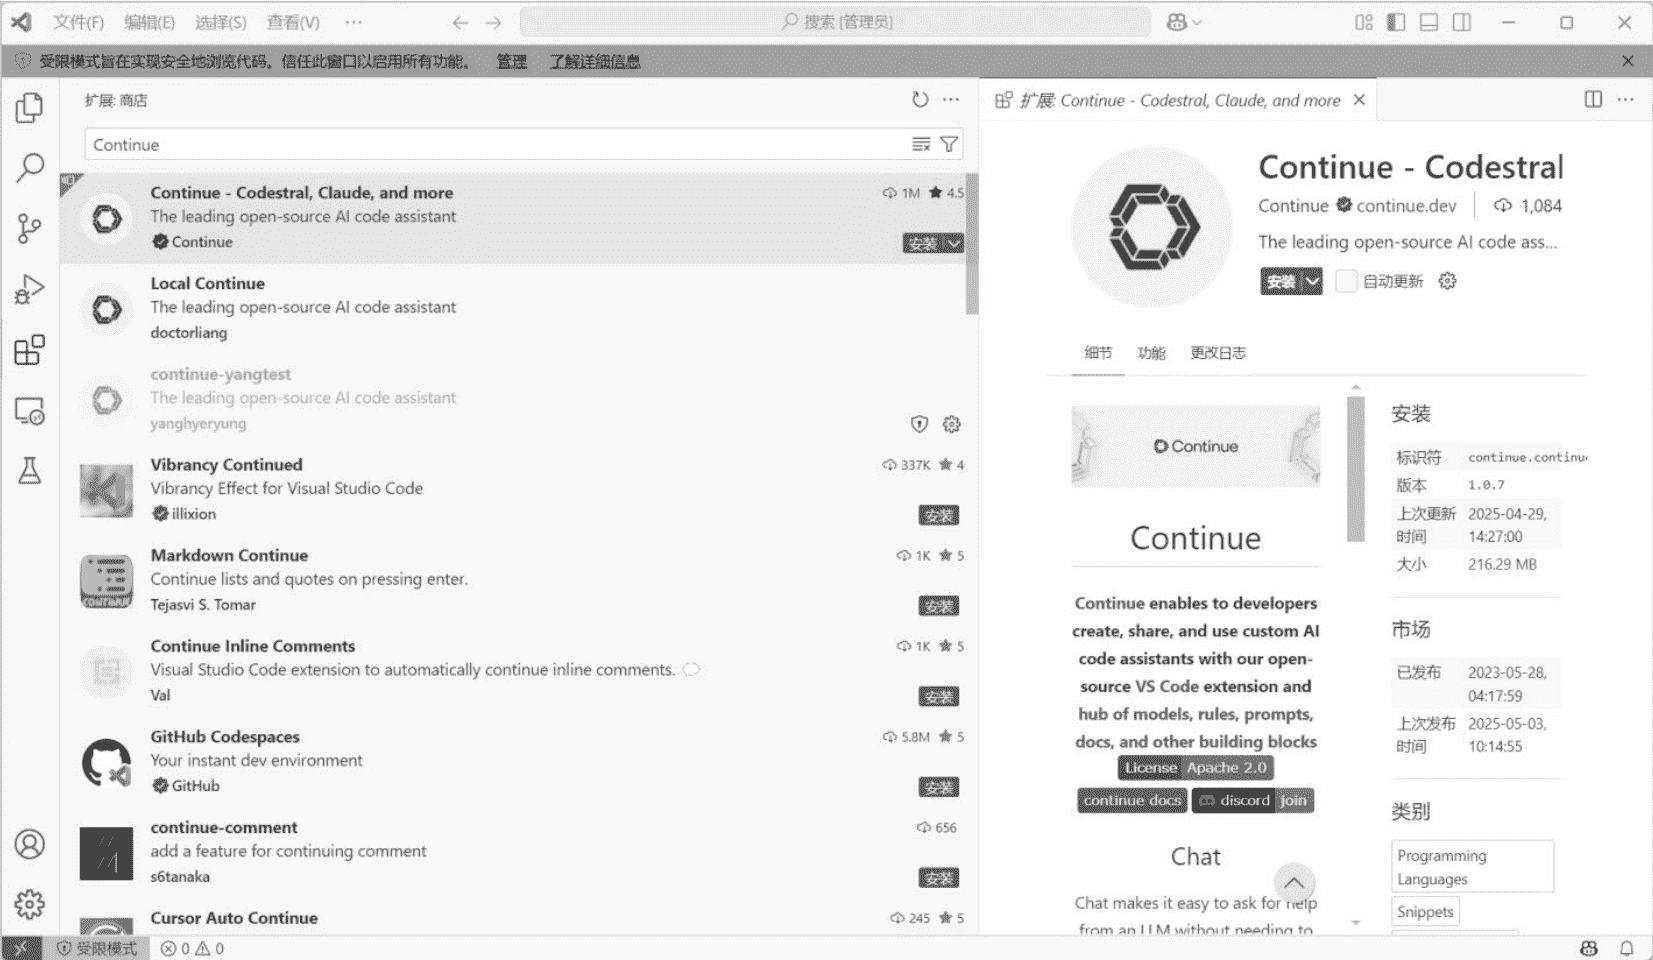 文件(F) 编辑(E) 选择(S) 查看(V) ··· 搜索 [管理员]
受限模式旨在实现安全地浏览代码。信任此窗口以启用所有功能。 管理 了解详细信息
扩展: 商店
Continue
Continue - Codestral, Claude, and more 1M 4.5
The leading open-source AI code assistant
Continue 安装
Local Continue
The leading open-source AI code assistant
doctorliang
continue-yangtest
The leading open-source AI code assistant
yanghyeryung
Vibrancy Continued 337K 4
Vibrancy Effect for Visual Studio Code
illixion 安装
Markdown Continue 1K 5
Continue lists and quotes on pressing enter.
Tejasvi S. Tomar 安装
Continue Inline Comments 1K 5
Visual Studio Code extension to automatically continue inline comments.
Val 安装
GitHub Codespaces 5.8M 5
Your instant dev environment
GitHub 安装
continue-comment 656
add a feature for continuing comment
s6tanaka 安装
Cursor Auto Continue 245 5
扩展: Continue - Codestral, Claude, and more
Continue - Codestral
Continue continue.dev 1,084
The leading open-source AI code ass...
安装 自动更新
细节 功能 更改日志
Continue
Continue
Continue enables to developers
create, share, and use custom AI
code assistants with our open-
source VS Code extension and
hub of models, rules, prompts,
docs, and other building blocks
License Apache 2.0
continue docs discord join
Chat
Chat makes it easy to ask for help
from an LLM without needing to
安装
标识符 continue.continue
版本 1.0.7
上次更新 2025-04-29,
时间 14:27:00
大小 216.29 MB
市场
已发布 2023-05-28,
04:17:59
上次发布 2025-05-03,
时间 10:14:55
类别
Programming
Languages
Snippets
受限模式 0 0